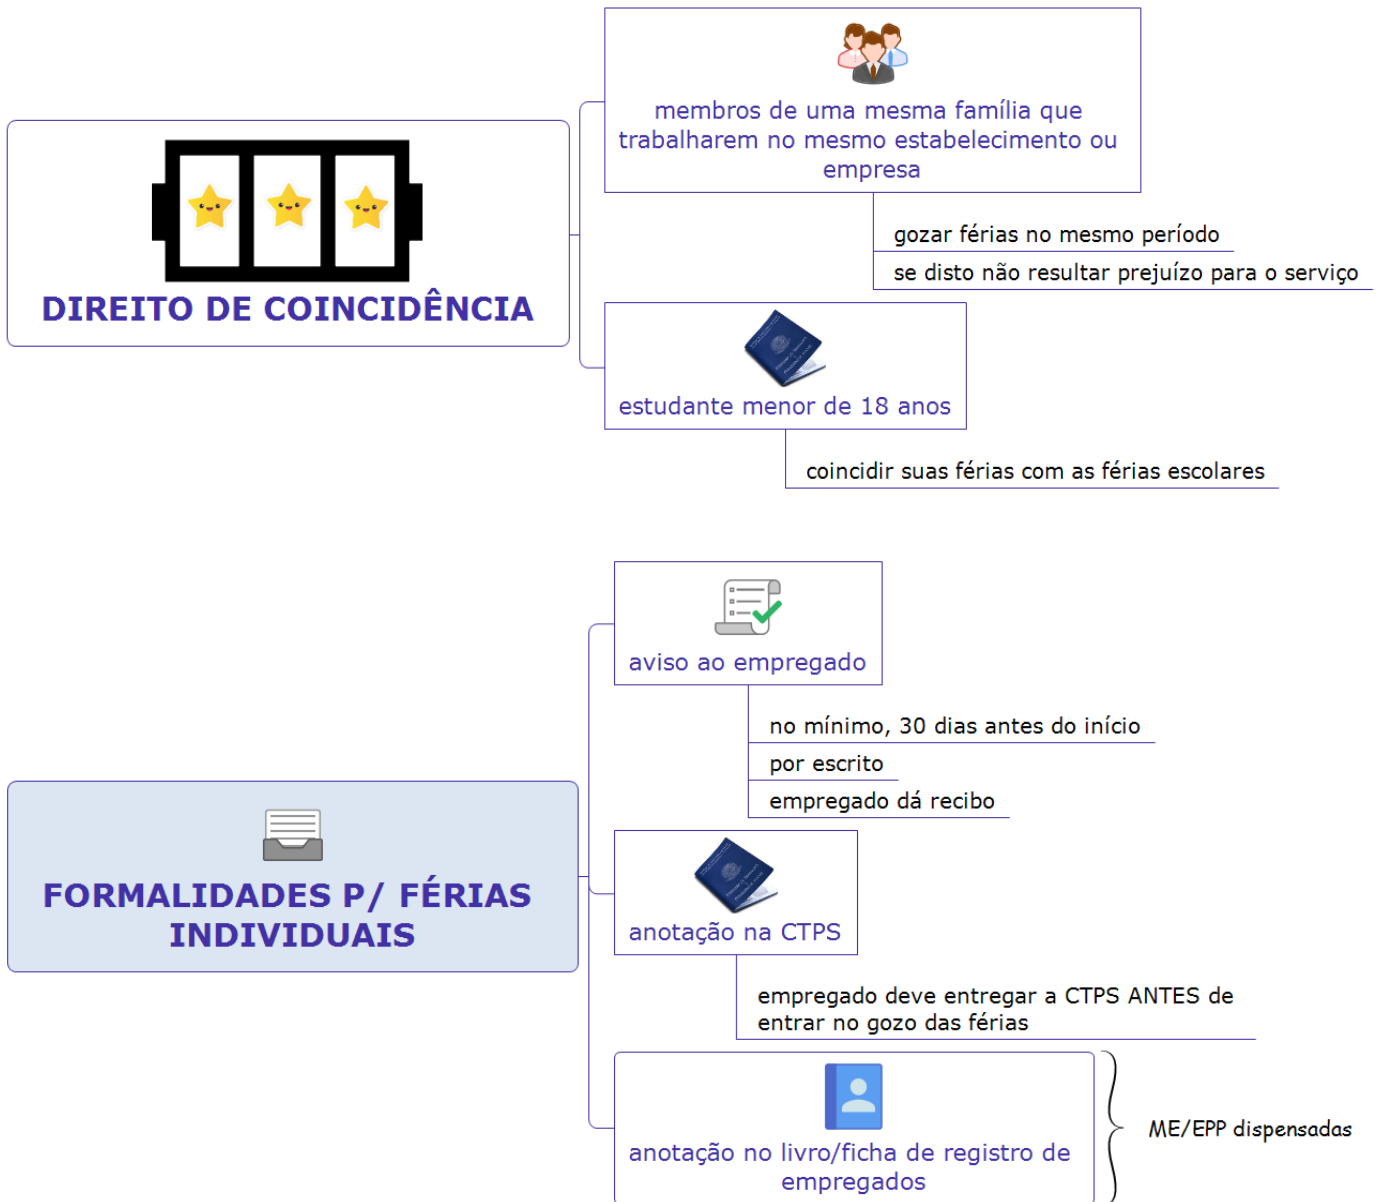 membros de uma mesma família que
trabalharem no mesmo estabelecimento ou
empresa
gozar férias no mesmo período
se disto não resultar prejuízo para o serviço
DIREITO DE COINCIDÊNCIA
estudante menor de 18 anos
coincidir suas férias com as férias escolares
aviso ao empregado
no mínimo, 30 dias antes do início
por escrito
empregado dá recibo
FORMALIDADES P/ FÉRIAS
INDIVIDUAIS
anotação na CTPS
empregado deve entregar a CTPS ANTES de
entrar no gozo das férias
anotação no livro/ficha de registro de
empregados
ME/EPP dispensadas